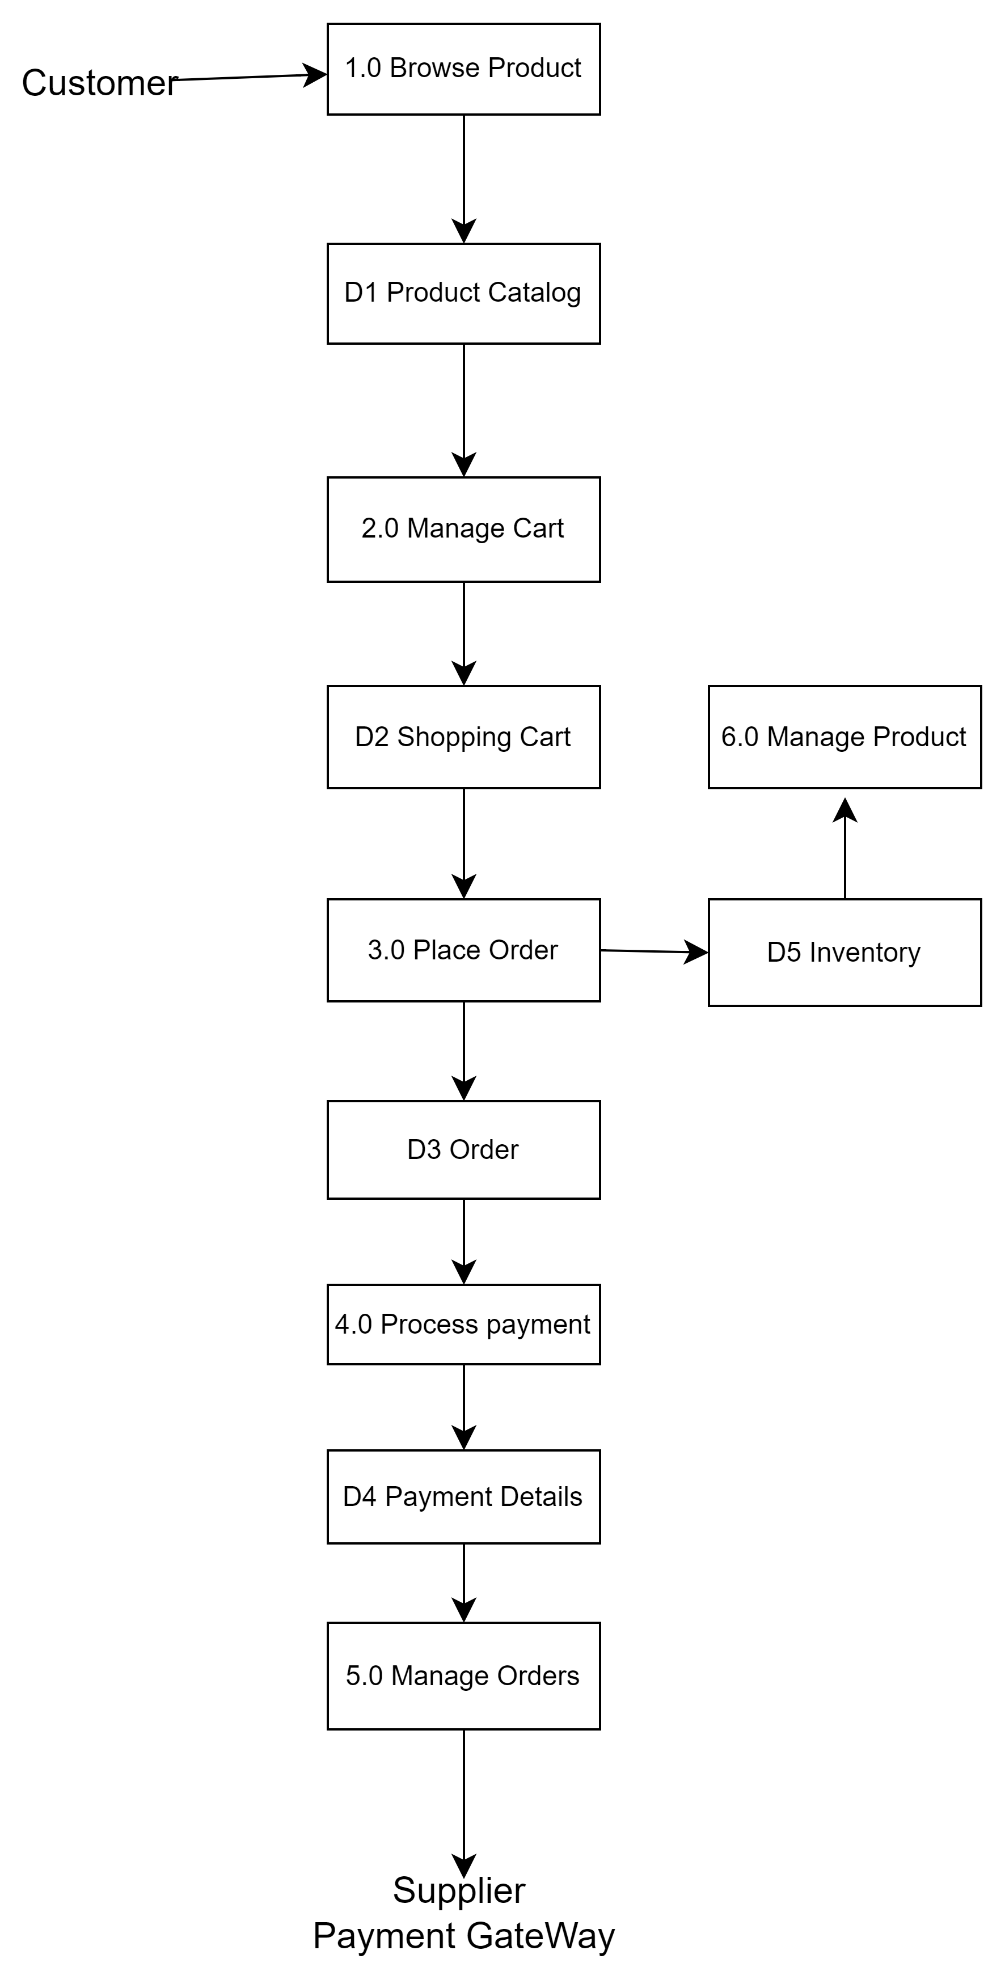 Customer
1.0 Browse Product
D1 Product Catalog
2.0 Manage Cart
D2 Shopping Cart
6.0 Manage Product
3.0 Place Order
D5 Inventory
D3 Order
4.0 Process payment
D4 Payment Details
5.0 Manage Orders
Supplier
Payment GateWay